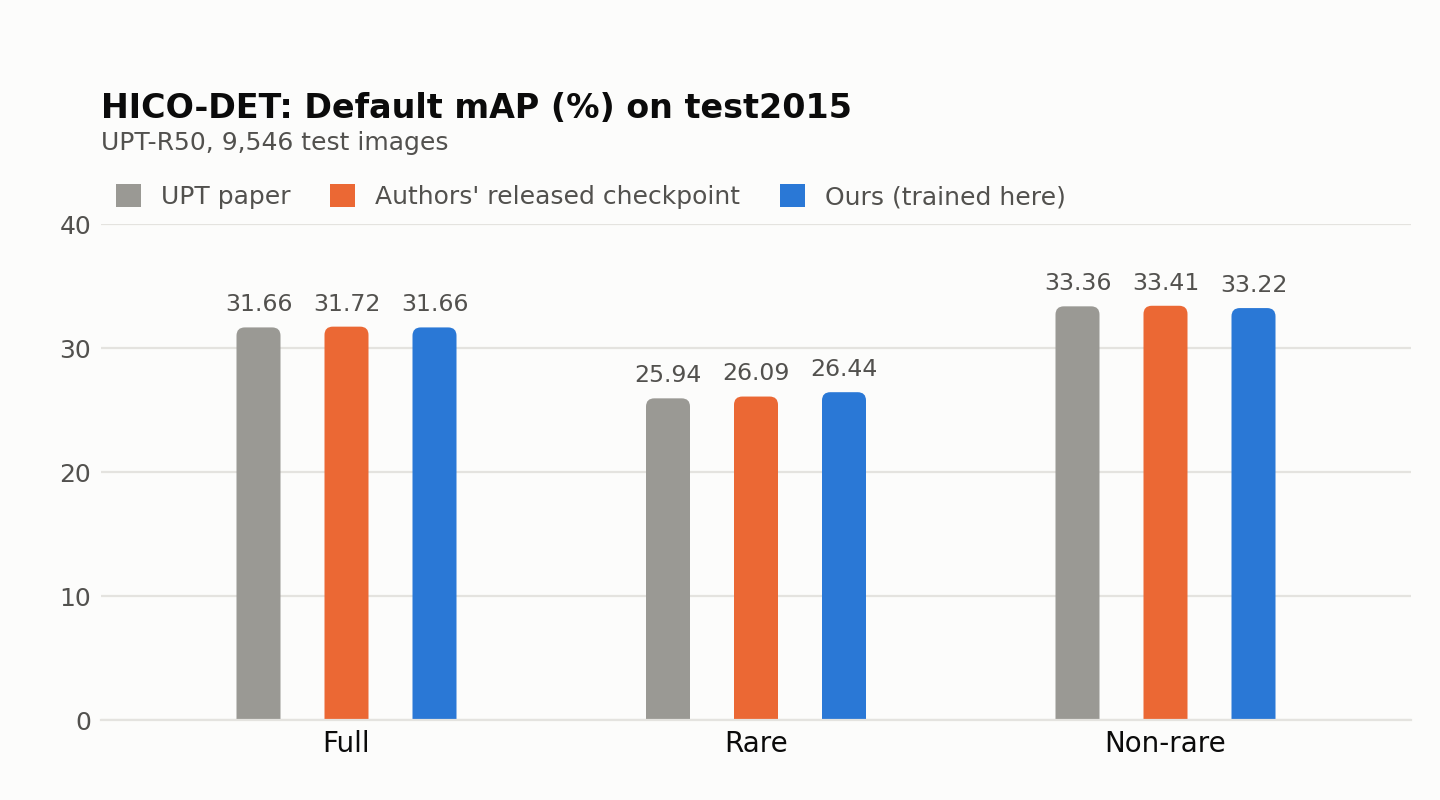 HICO-DET: Default mAP (%) on test2015
UPT-R50, 9,546 test images
UPT paper Authors' released checkpoint Ours (trained here)
40
33.36 33.41 33.22
31.66 31.72 31.66
30
25.94 26.09 26.44
20
10
0
Full Rare Non-rare